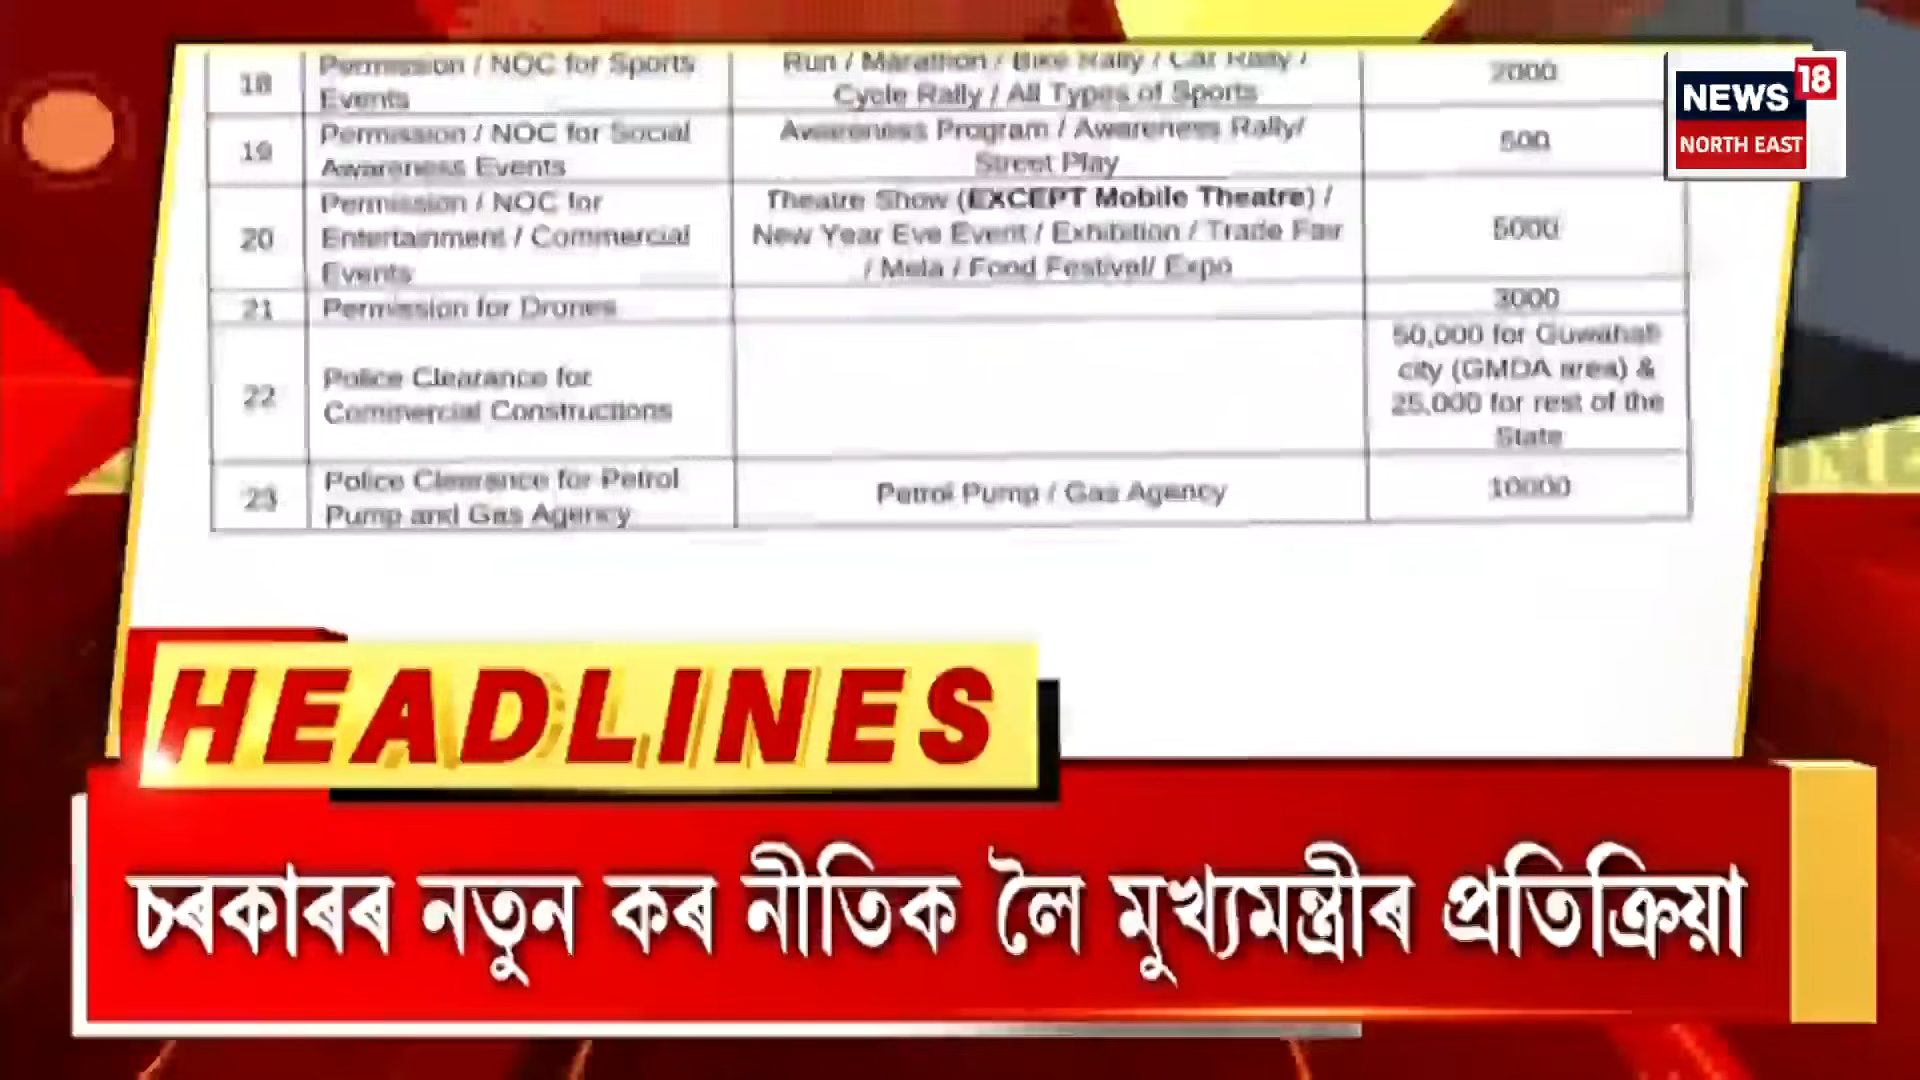 18
Permission / NOC for Sports
Events
Run / Marathon / Bike Rally / Car Rally /
Cycle Rally / All Types of Sports
2000
19
Permission / NOC for Social
Awareness Events
Awareness Program / Awareness Rally/
Street Play
500
20
Permission / NOC for
Entertainment / Commercial
Events
Theatre Show (EXCEPT Mobile Theatre) /
New Year Eve Event / Exhibition / Trade Fair
/ Mela / Food Festival/ Expo
5000
21
Permission for Drones
3000
22
Police Clearance for
Commercial Constructions
50,000 for Guwahati
city (GMDA area) &
25,000 for rest of the
State
23
Police Clearance for Petrol
Pump and Gas Agency
Petrol Pump / Gas Agency
10000
NEWS 18
NORTH EAST
HEADLINES
চৰকাৰৰ নতুন কৰ নীতিক লৈ মুখ্যমন্ত্ৰীৰ প্ৰতিক্ৰিয়া